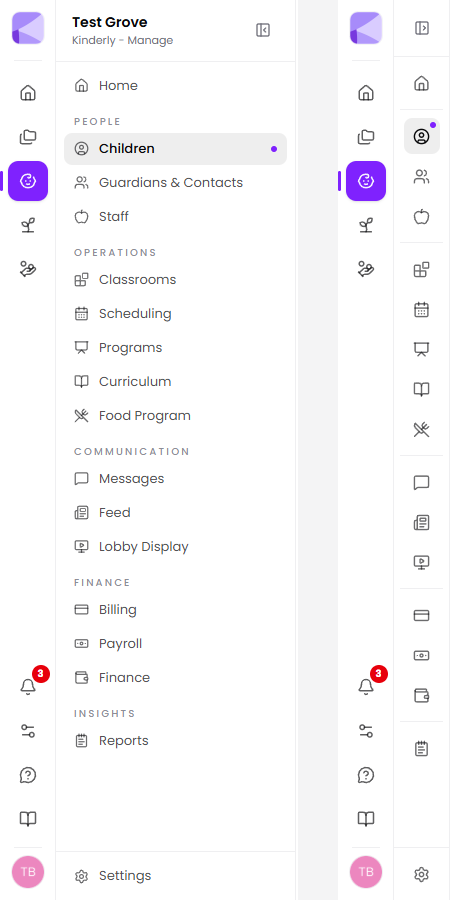 Test Grove
Kinderly - Manage
Home
PEOPLE
Children
Guardians & Contacts
Staff
OPERATIONS
Classrooms
Scheduling
Programs
Curriculum
Food Program
COMMUNICATION
Messages
Feed
Lobby Display
FINANCE
Billing
Payroll
Finance
INSIGHTS
Reports
Settings
3
TB
3
TB